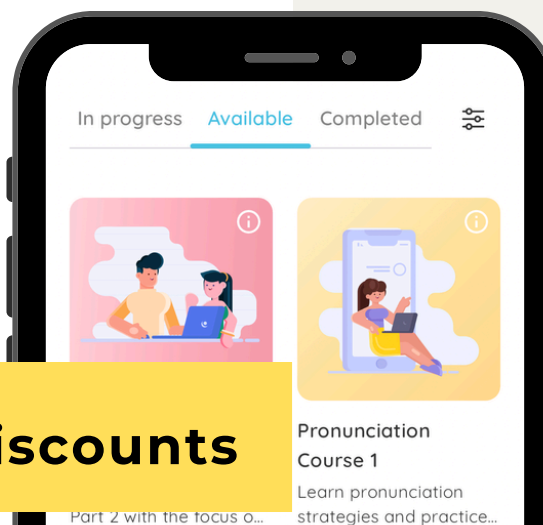 In progress Available Completed
iscounts
Part 2 with the focus o...
Pronunciation
Course 1
Learn pronunciation
strategies and practice...